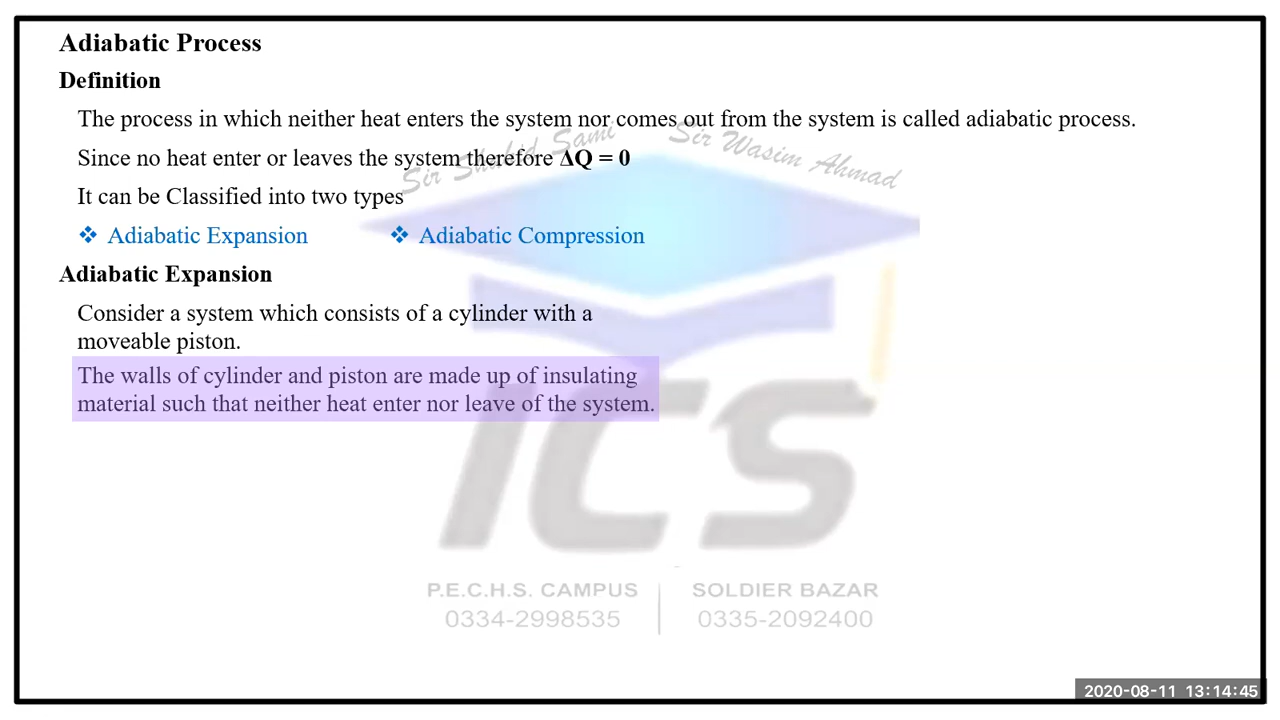 Adiabatic Process
Definition
The process in which neither heat enters the system nor comes out from the system is called adiabatic process.
Sir Shahid Sami Sir Wasim Ahmad
Since no heat enter or leaves the system therefore ΔQ = 0
It can be Classified into two types
❖ Adiabatic Expansion ❖ Adiabatic Compression
Adiabatic Expansion
Consider a system which consists of a cylinder with a
moveable piston.
The walls of cylinder and piston are made up of insulating
material such that neither heat enter nor leave of the system.
ICS
P.E.C.H.S. CAMPUS SOLDIER BAZAR
0334-2998535 0335-2092400
2020-08-11 13:14:45